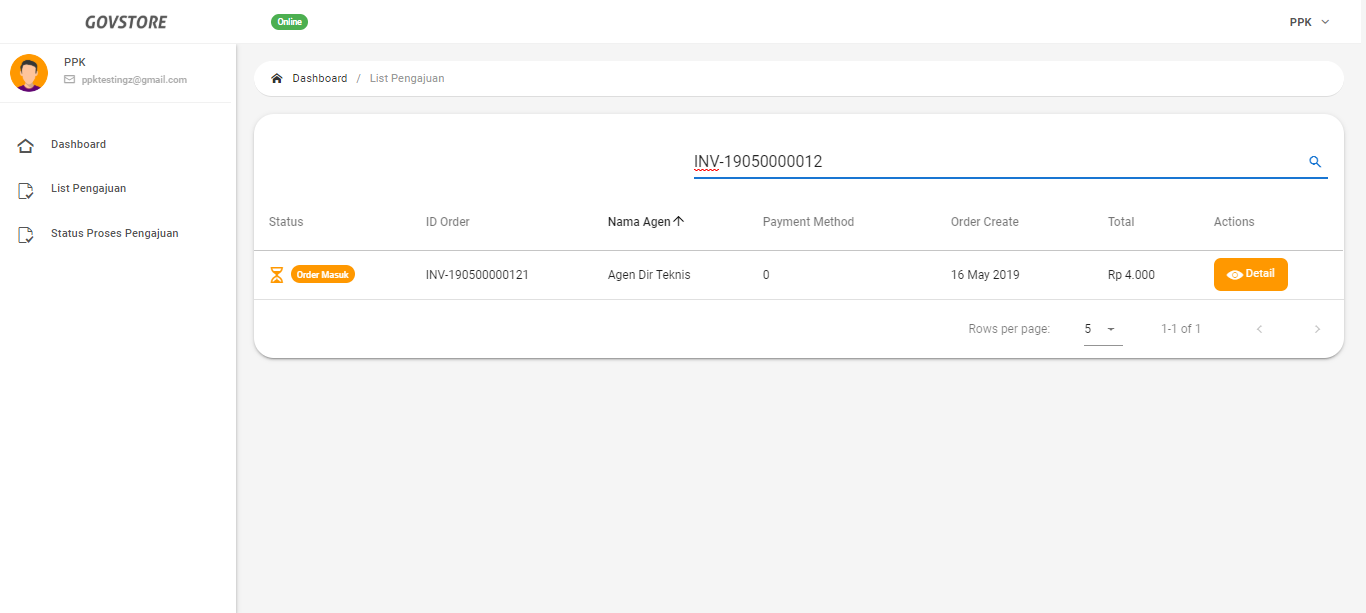 GOVSTORE
Online
PPK
PPK
ppktestingz@gmail.com
Dashboard
List Pengajuan
Status Proses Pengajuan
Dashboard / List Pengajuan
INV-19050000012
Status ID Order Nama Agen Payment Method Order Create Total Actions
Order Masuk INV-190500000121 Agen Dir Teknis 0 16 May 2019 Rp 4.000 Detail
Rows per page: 5 1-1 of 1